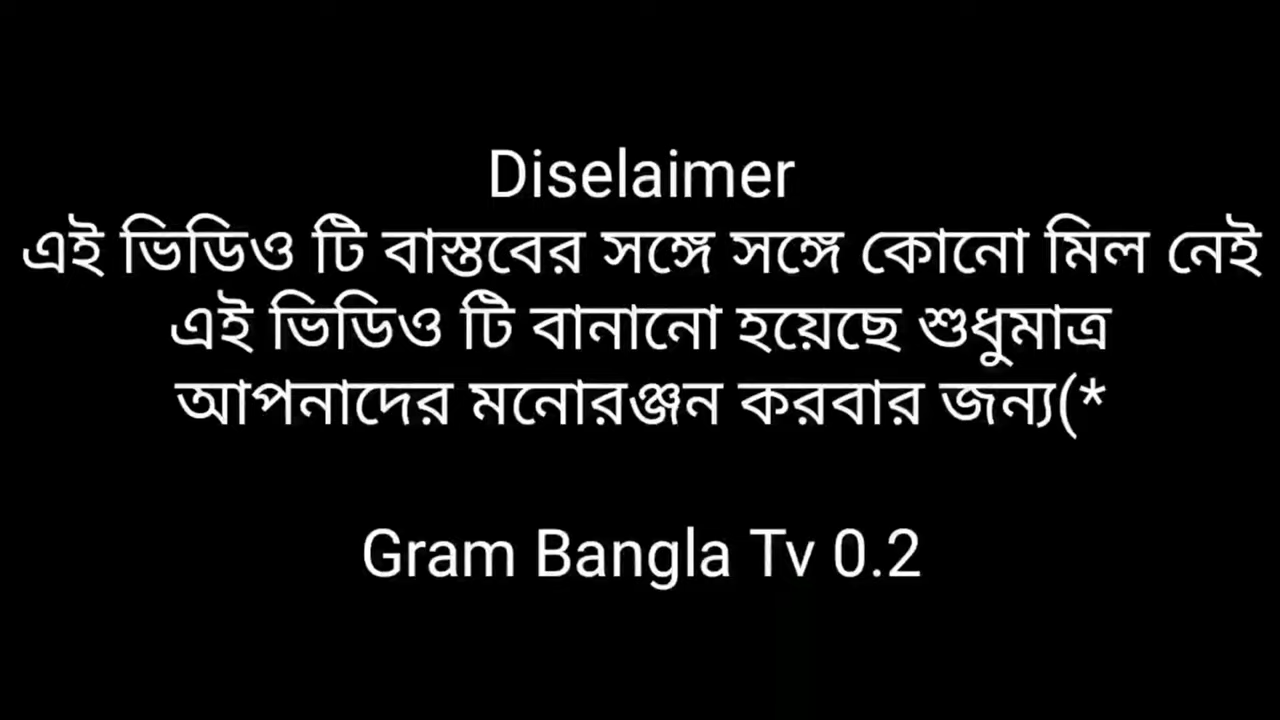 Diselaimer
এই ভিডিও টি বাস্তবের সঙ্গে সঙ্গে কোনো মিল নেই
এই ভিডিও টি বানানো হয়েছে শুধুমাত্র
আপনাদের মনোরঞ্জন করবার জন্য(*
Gram Bangla Tv 0.2